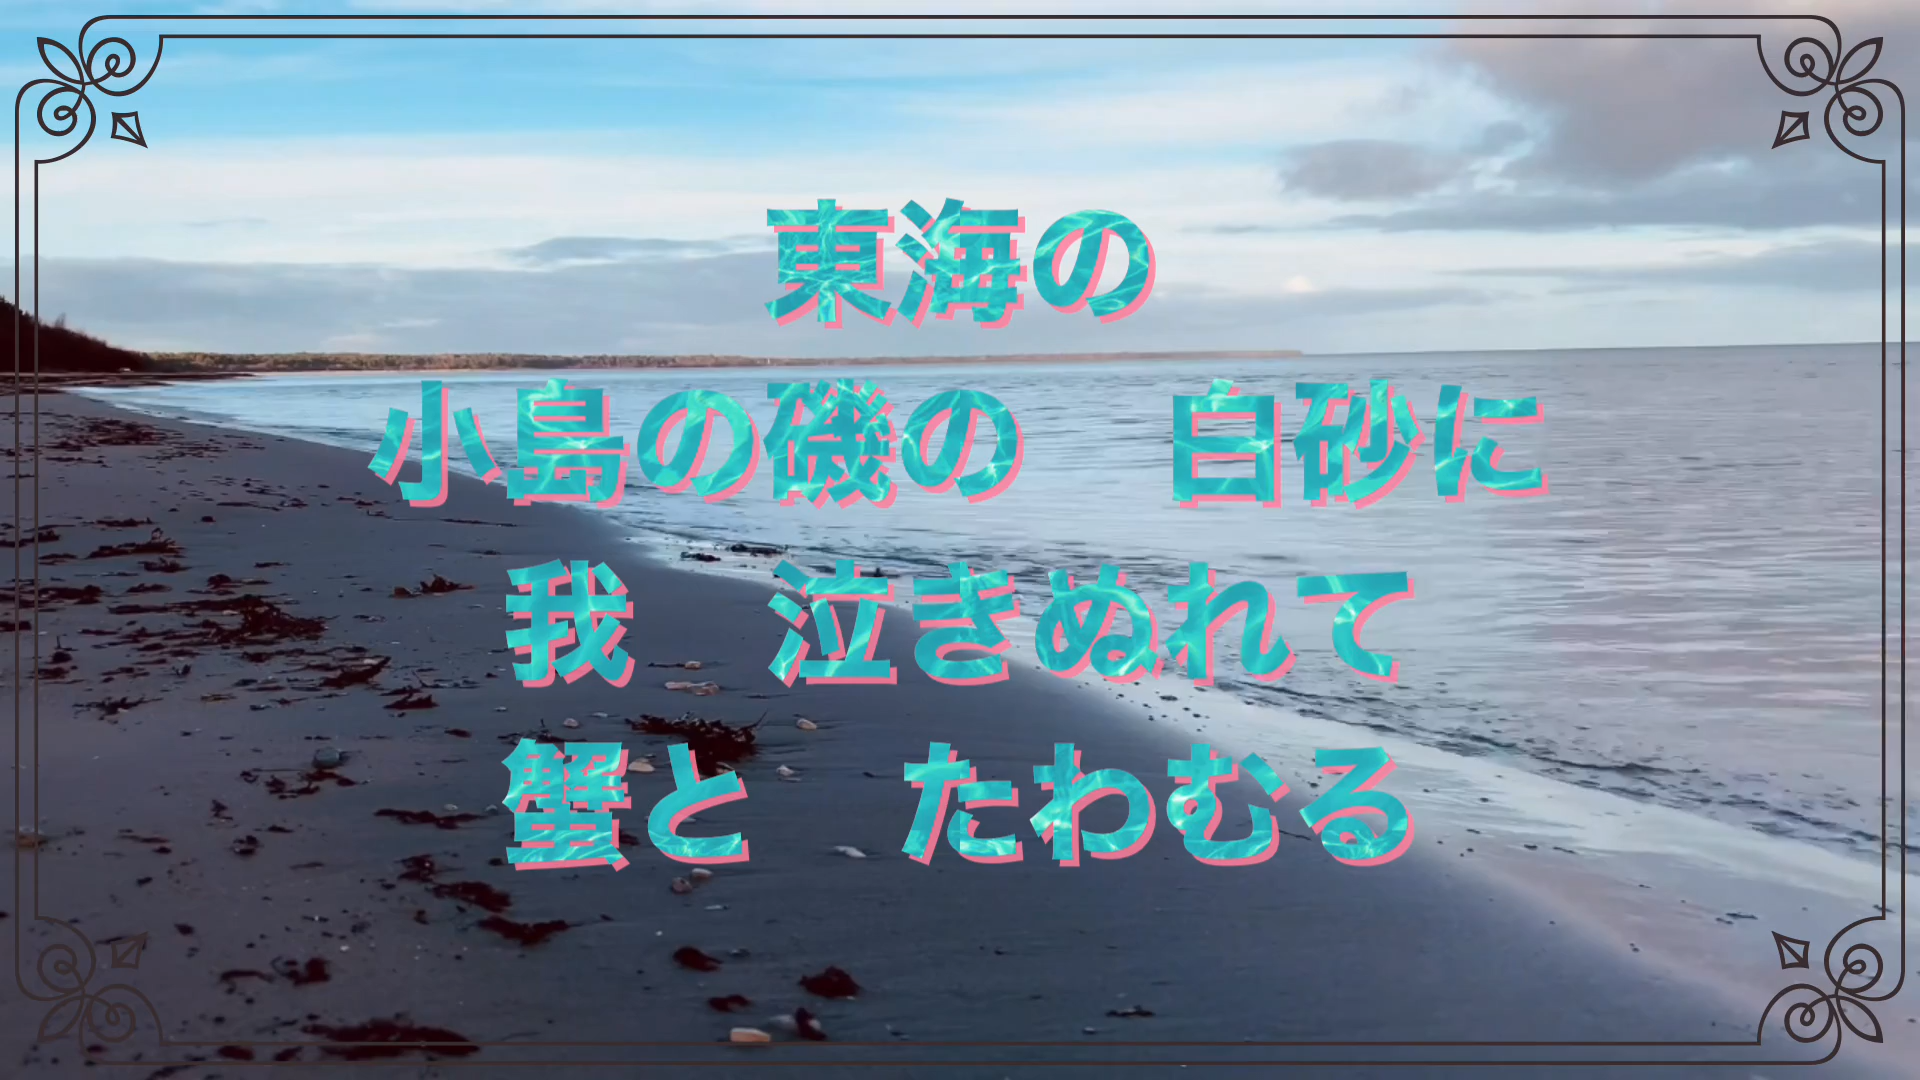 東海の
小島の磯の　白砂に
我　泣きぬれて
蟹と　たわむる